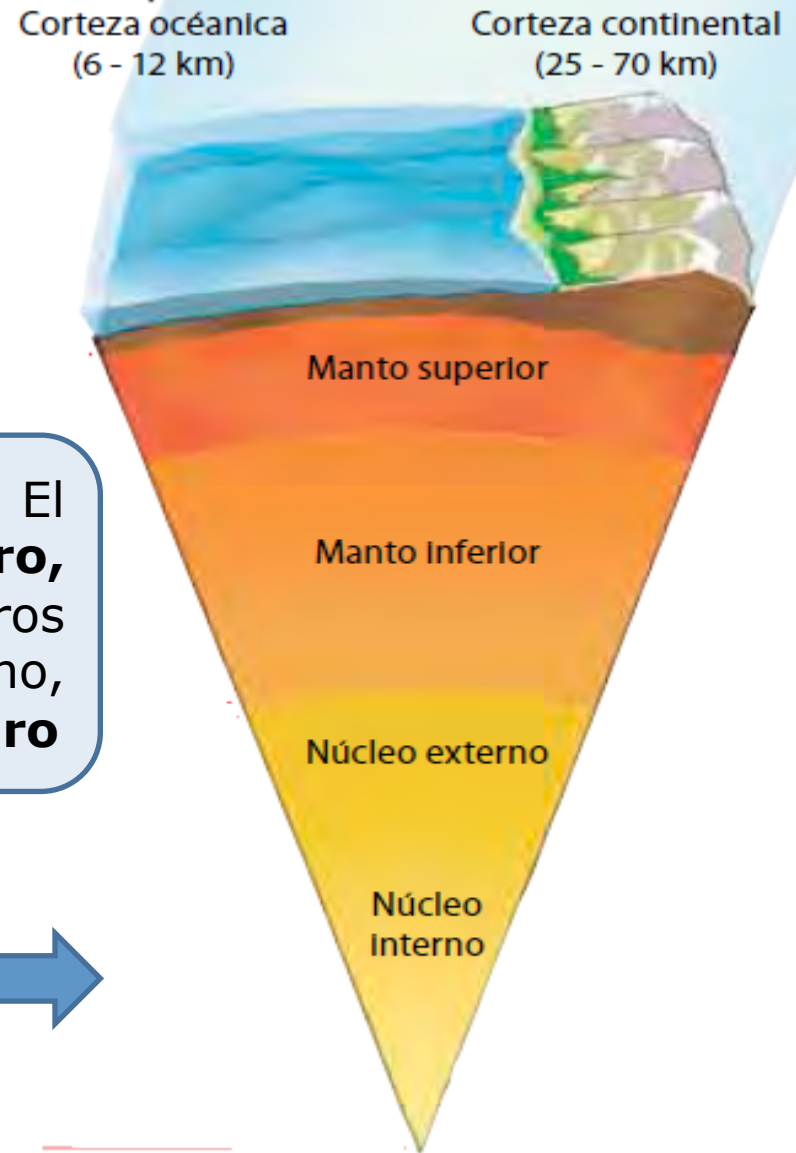 Corteza océanica
(6 - 12 km)
Corteza continental
(25 - 70 km)
Manto superior
El
ro,
ros
no,
ro
Manto inferior
Núcleo externo
Núcleo
interno